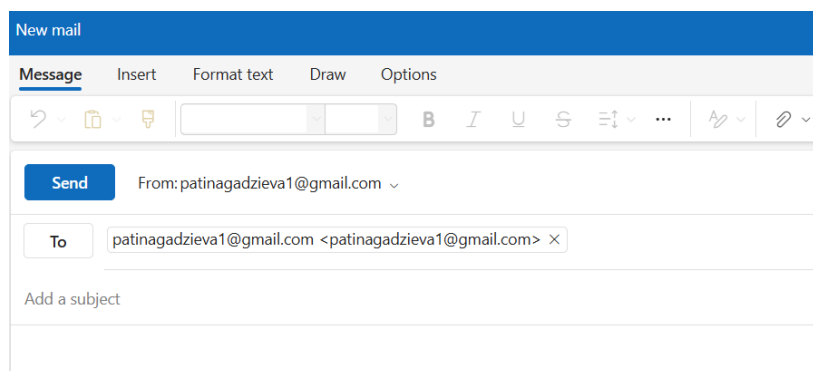 New mail
Message Insert Format text Draw Options
B I U S
Send From: patinagadzieva1@gmail.com
To patinagadzieva1@gmail.com <patinagadzieva1@gmail.com>
Add a subject